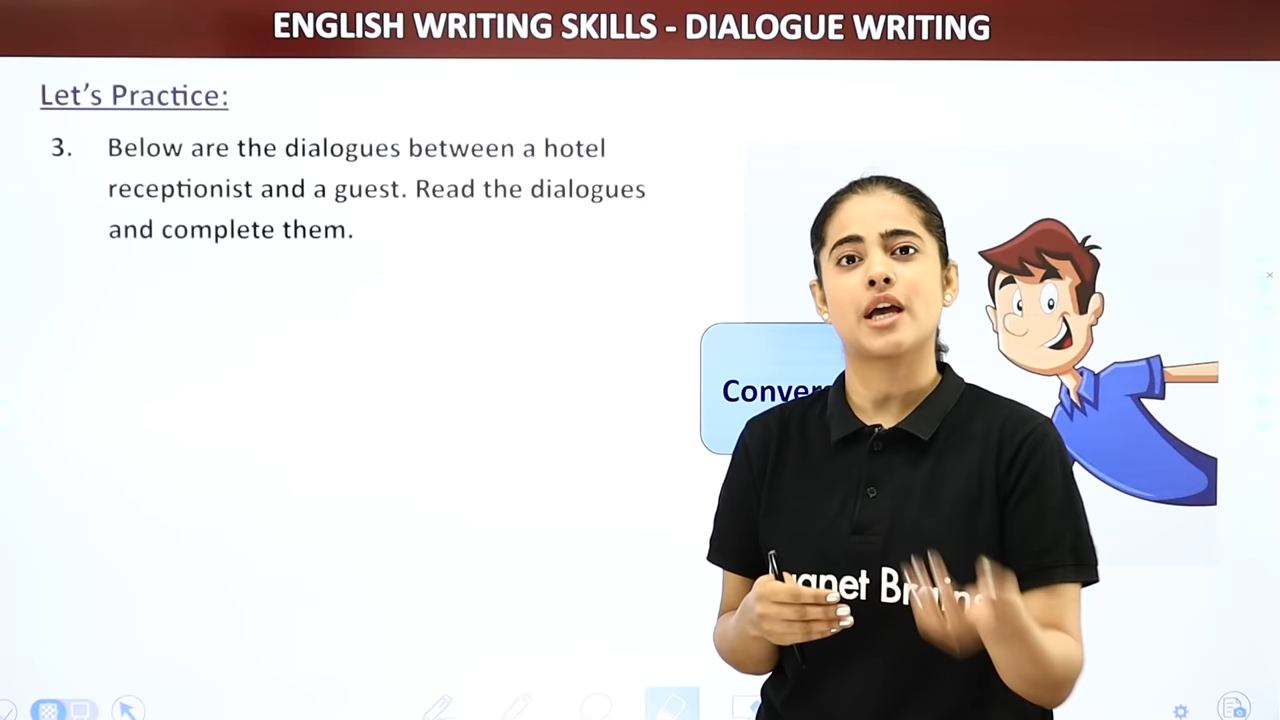 ENGLISH WRITING SKILLS - DIALOGUE WRITING
Let's Practice:
3. Below are the dialogues between a hotel
receptionist and a guest. Read the dialogues
and complete them.